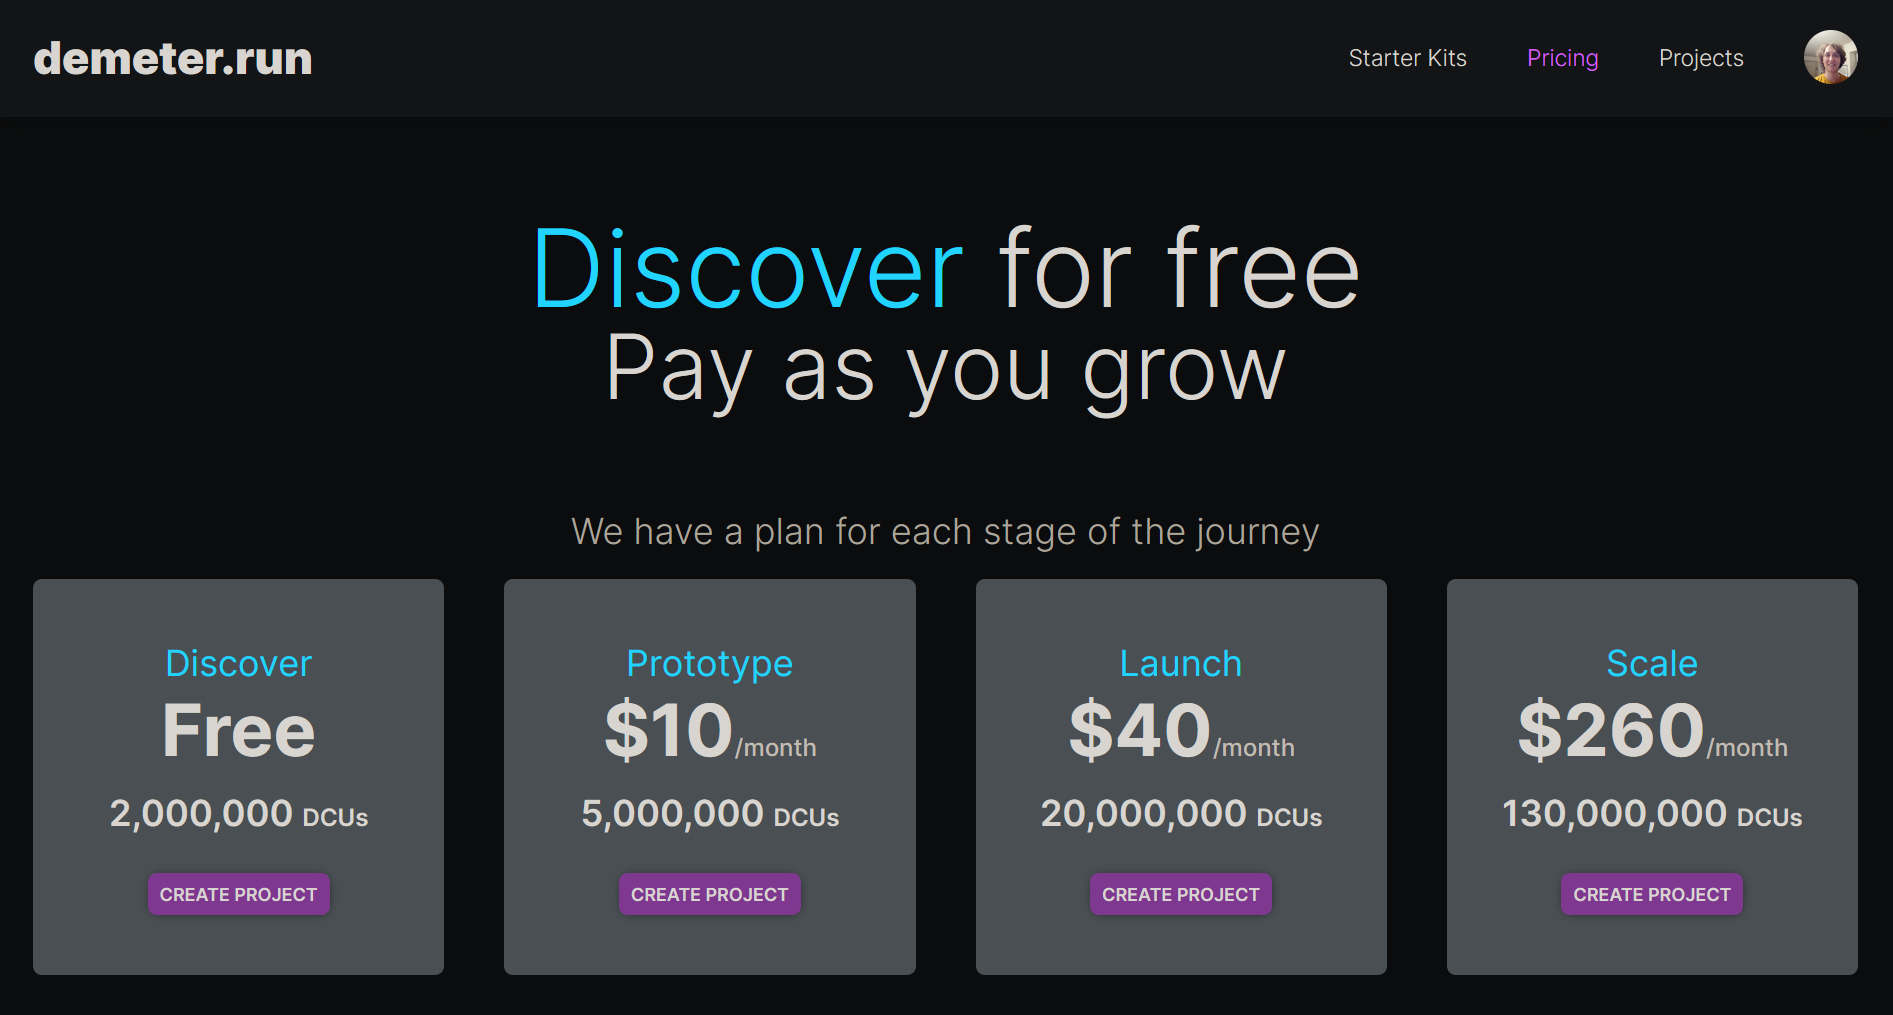 demeter.run
Starter Kits
Pricing
Projects
Discover for free
Pay as you grow
We have a plan for each stage of the journey
Discover
Free
2,000,000 DCUs
CREATE PROJECT
Prototype
$10/month
5,000,000 DCUs
CREATE PROJECT
Launch
$40/month
20,000,000 DCUs
CREATE PROJECT
Scale
$260/month
130,000,000 DCUs
CREATE PROJECT